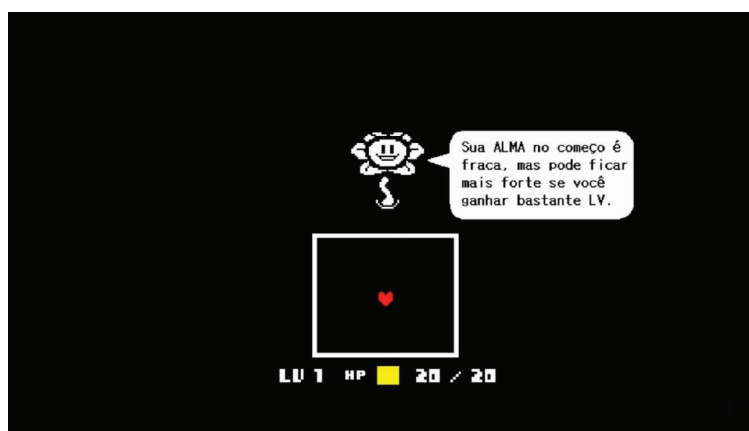 Sua ALMA no começo é
fraca, mas pode ficar
mais forte se você
ganhar bastante LV.
LV 1 HP 20 / 20